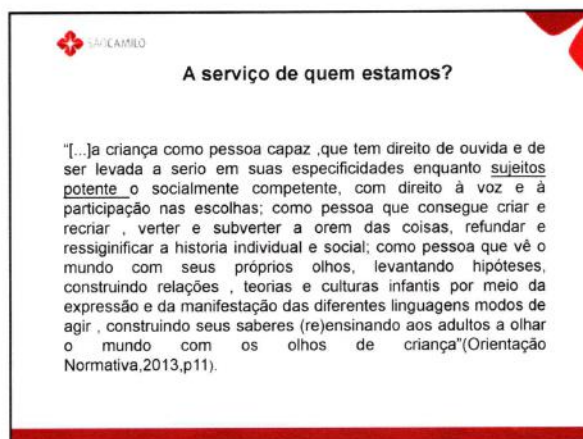 SÃOCAMILO
A serviço de quem estamos?
"[...]a criança como pessoa capaz ,que tem direito de ouvida e de
ser levada a serio em suas especificidades enquanto sujeitos
potente o socialmente competente, com direito à voz e à
participação nas escolhas; como pessoa que consegue criar e
recriar , verter e subverter a orem das coisas, refundar e
ressiginificar a historia individual e social; como pessoa que vê o
mundo com seus próprios olhos, levantando hipóteses,
construindo relações , teorias e culturas infantis por meio da
expressão e da manifestação das diferentes linguagens modos de
agir , construindo seus saberes (re)ensinando aos adultos a olhar
o mundo com os olhos de criança"(Orientação
Normativa,2013,p11).